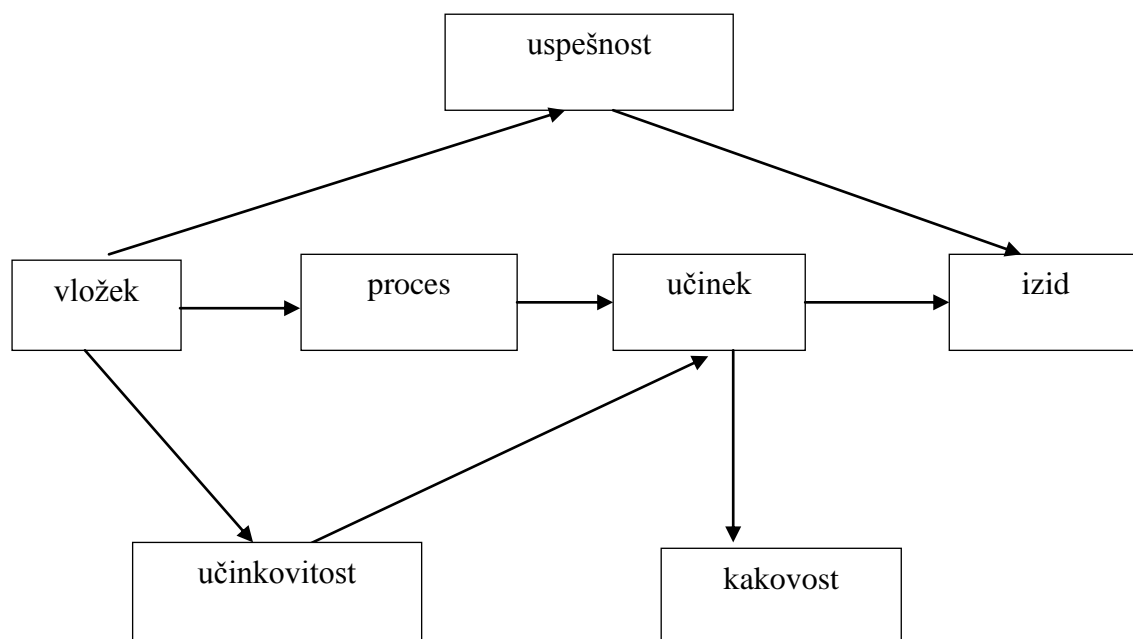 uspešnost
vložek
proces
učinek
izid
učinkovitost
kakovost